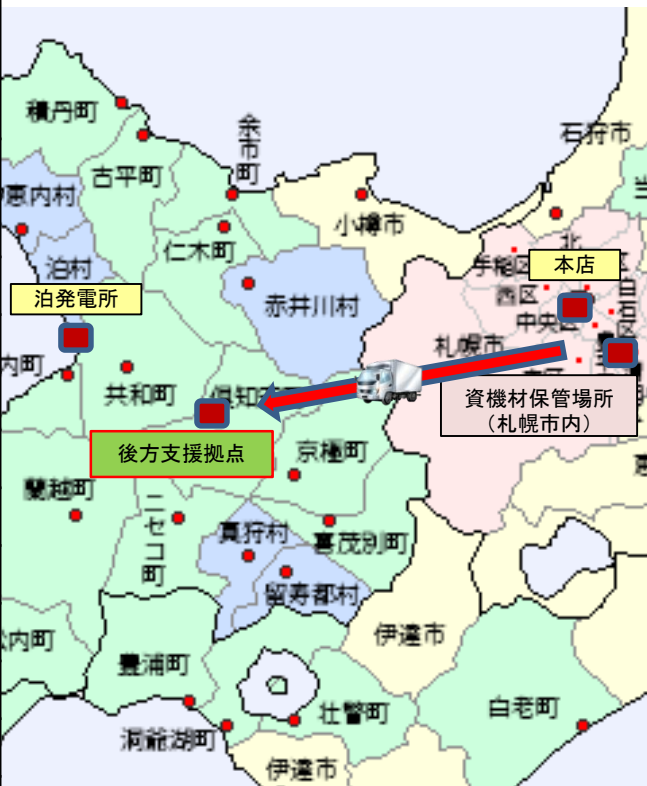 積丹町
余市町
石狩市
古平町
恵内村
小樽市
仁木町
北
手稲区
本店
区
泊村
西区
白石区
泊発電所
赤井川村
中央区
札幌市
内町
共和町
倶知
資機材保管場所
(札幌市内)
後方支援拠点
京極町
蘭越町
ニセコ町
真狩村
喜茂別町
留寿都村
伊達市
内町
豊浦町
壮瞥町
白老町
洞爺湖町
伊達市